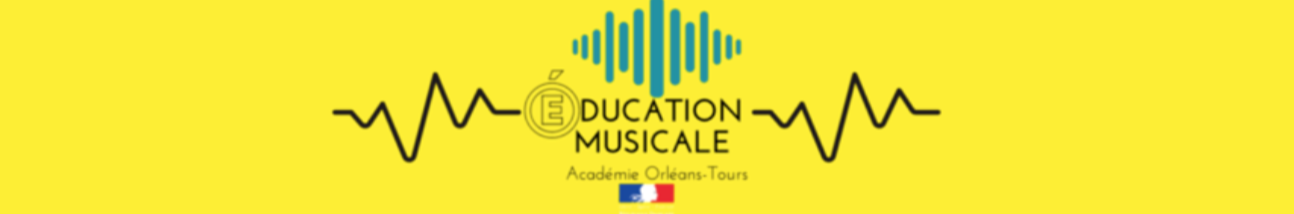 ÉDUCATION
MUSICALE
Académie Orléans-Tours